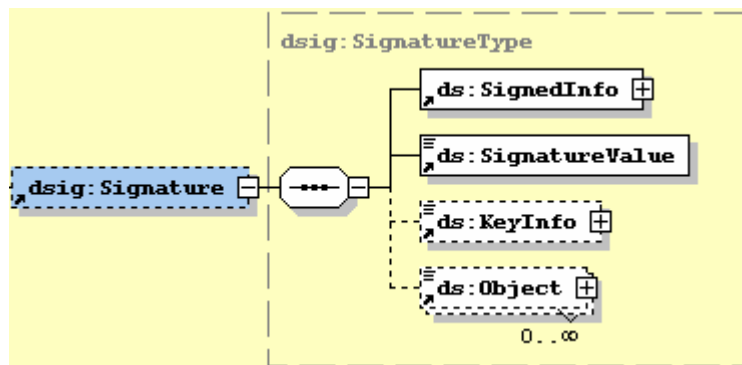 dsig:SignatureType
ds:SignedInfo
ds:SignatureValue
dsig:Signature
ds:KeyInfo
ds:Object
0..∞